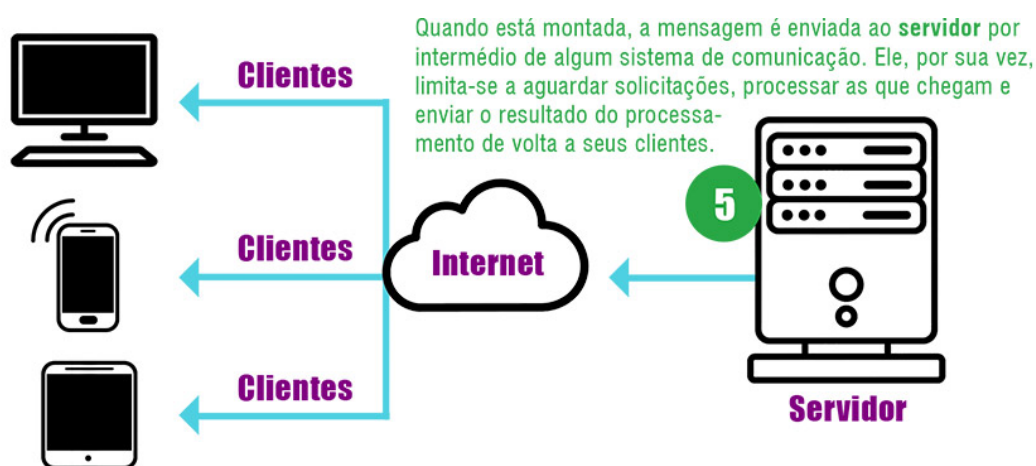 Quando está montada, a mensagem é enviada ao servidor por
intermédio de algum sistema de comunicação. Ele, por sua vez,
limita-se a aguardar solicitações, processar as que chegam e
enviar o resultado do processa-
mento de volta a seus clientes.
Clientes
5
Clientes
Internet
Clientes
Servidor